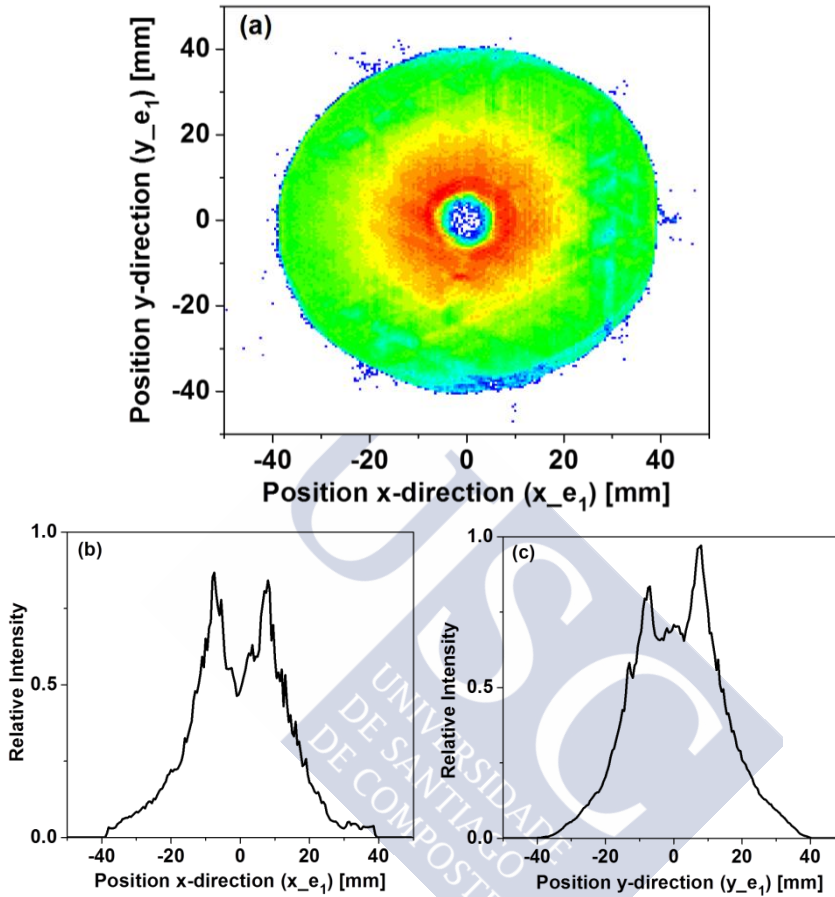 (a)
40
20
0
-20
-40
Position y-direction (y_e₁) [mm]
-40 -20 0 20 40
Position x-direction (x_e₁) [mm]
(b)
1.0
0.5
0.0
Relative Intensity
-40 -20 0 20 40
Position x-direction (x_e₁) [mm]
(c)
1.0
0.5
0.0
Relative Intensity
-40 -20 0 20 40
Position y-direction (y_e₁) [mm]
USC
UNIVERSIDADE
DE SANTIAGO
DE COMPOSTE